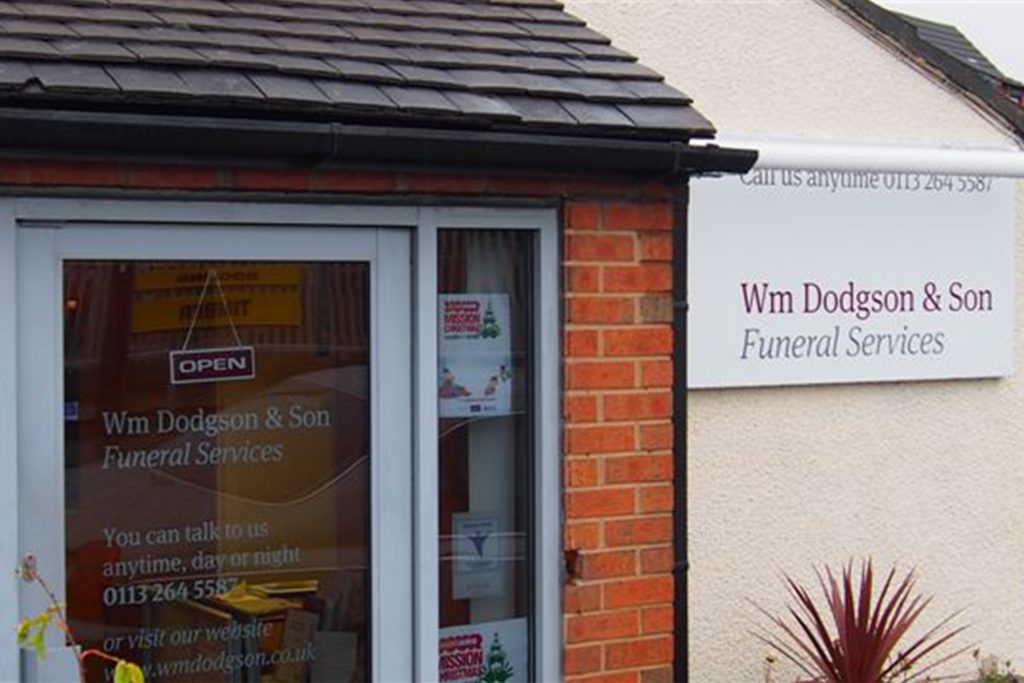 Call us anytime 0113 264 5587
Wm Dodgson & Son
Funeral Services
OPEN
Wm Dodgson & Son
Funeral Services
You can talk to us
anytime, day or night
0113 264 5587
or visit our website
www.wmdodgson.co.uk
MISSION
CHRISTMAS
MISSION
CHRISTMAS
TIMBER